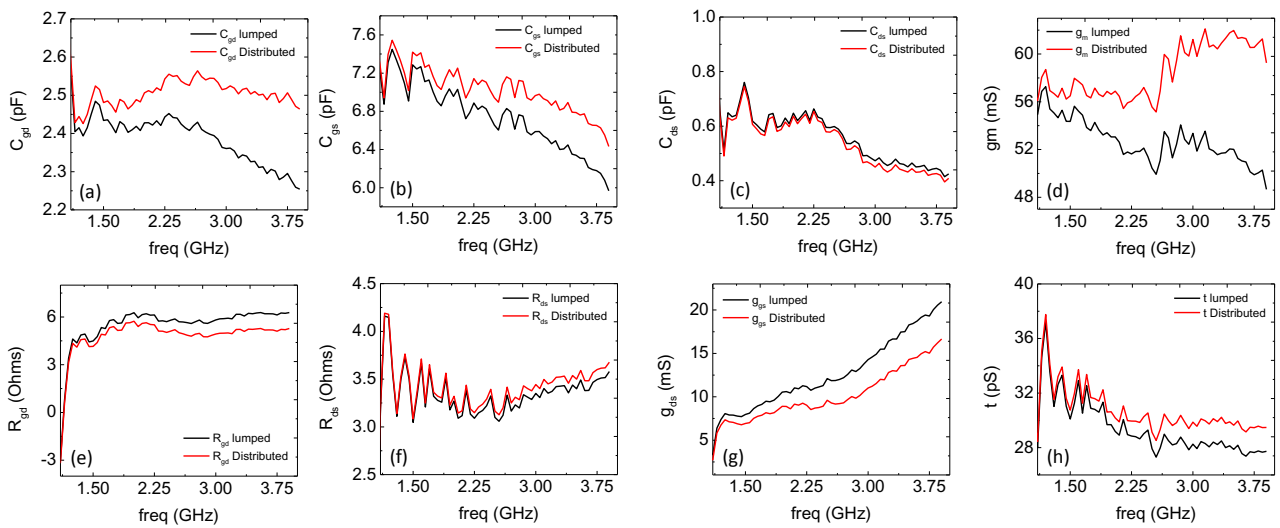 2.7
2.6
2.5
2.4
2.3
2.2
C_gd (pF)
C_gd lumped
C_gd Distributed
(a)
1.50 2.25 3.00 3.75
freq (GHz)
7.6
7.2
6.8
6.4
6.0
C_gs (pF)
C_gs lumped
C_gs Distributed
(b)
1.50 2.25 3.00 3.75
freq (GHz)
1.0
0.8
0.6
0.4
C_ds (pF)
C_ds lumped
C_ds Distributed
(c)
1.50 2.25 3.00 3.75
freq (GHz)
60
56
52
48
gm (mS)
g_m lumped
g_m Distributed
(d)
1.50 2.25 3.00 3.75
freq (GHz)
6
3
0
-3
R_gd (Ohms)
R_gd lumped
R_gd Distributed
(e)
1.50 2.25 3.00 3.75
freq (GHz)
4.5
4.0
3.5
3.0
2.5
R_ds (Ohms)
R_ds lumped
R_ds Distributed
(f)
1.50 2.25 3.00 3.75
freq (GHz)
20
15
10
5
g_ds (mS)
g_gs lumped
g_gs Distributed
(g)
1.50 2.25 3.00 3.75
freq (GHz)
40
36
32
28
t (pS)
t lumped
t Distributed
(h)
1.50 2.25 3.00 3.75
freq (GHz)